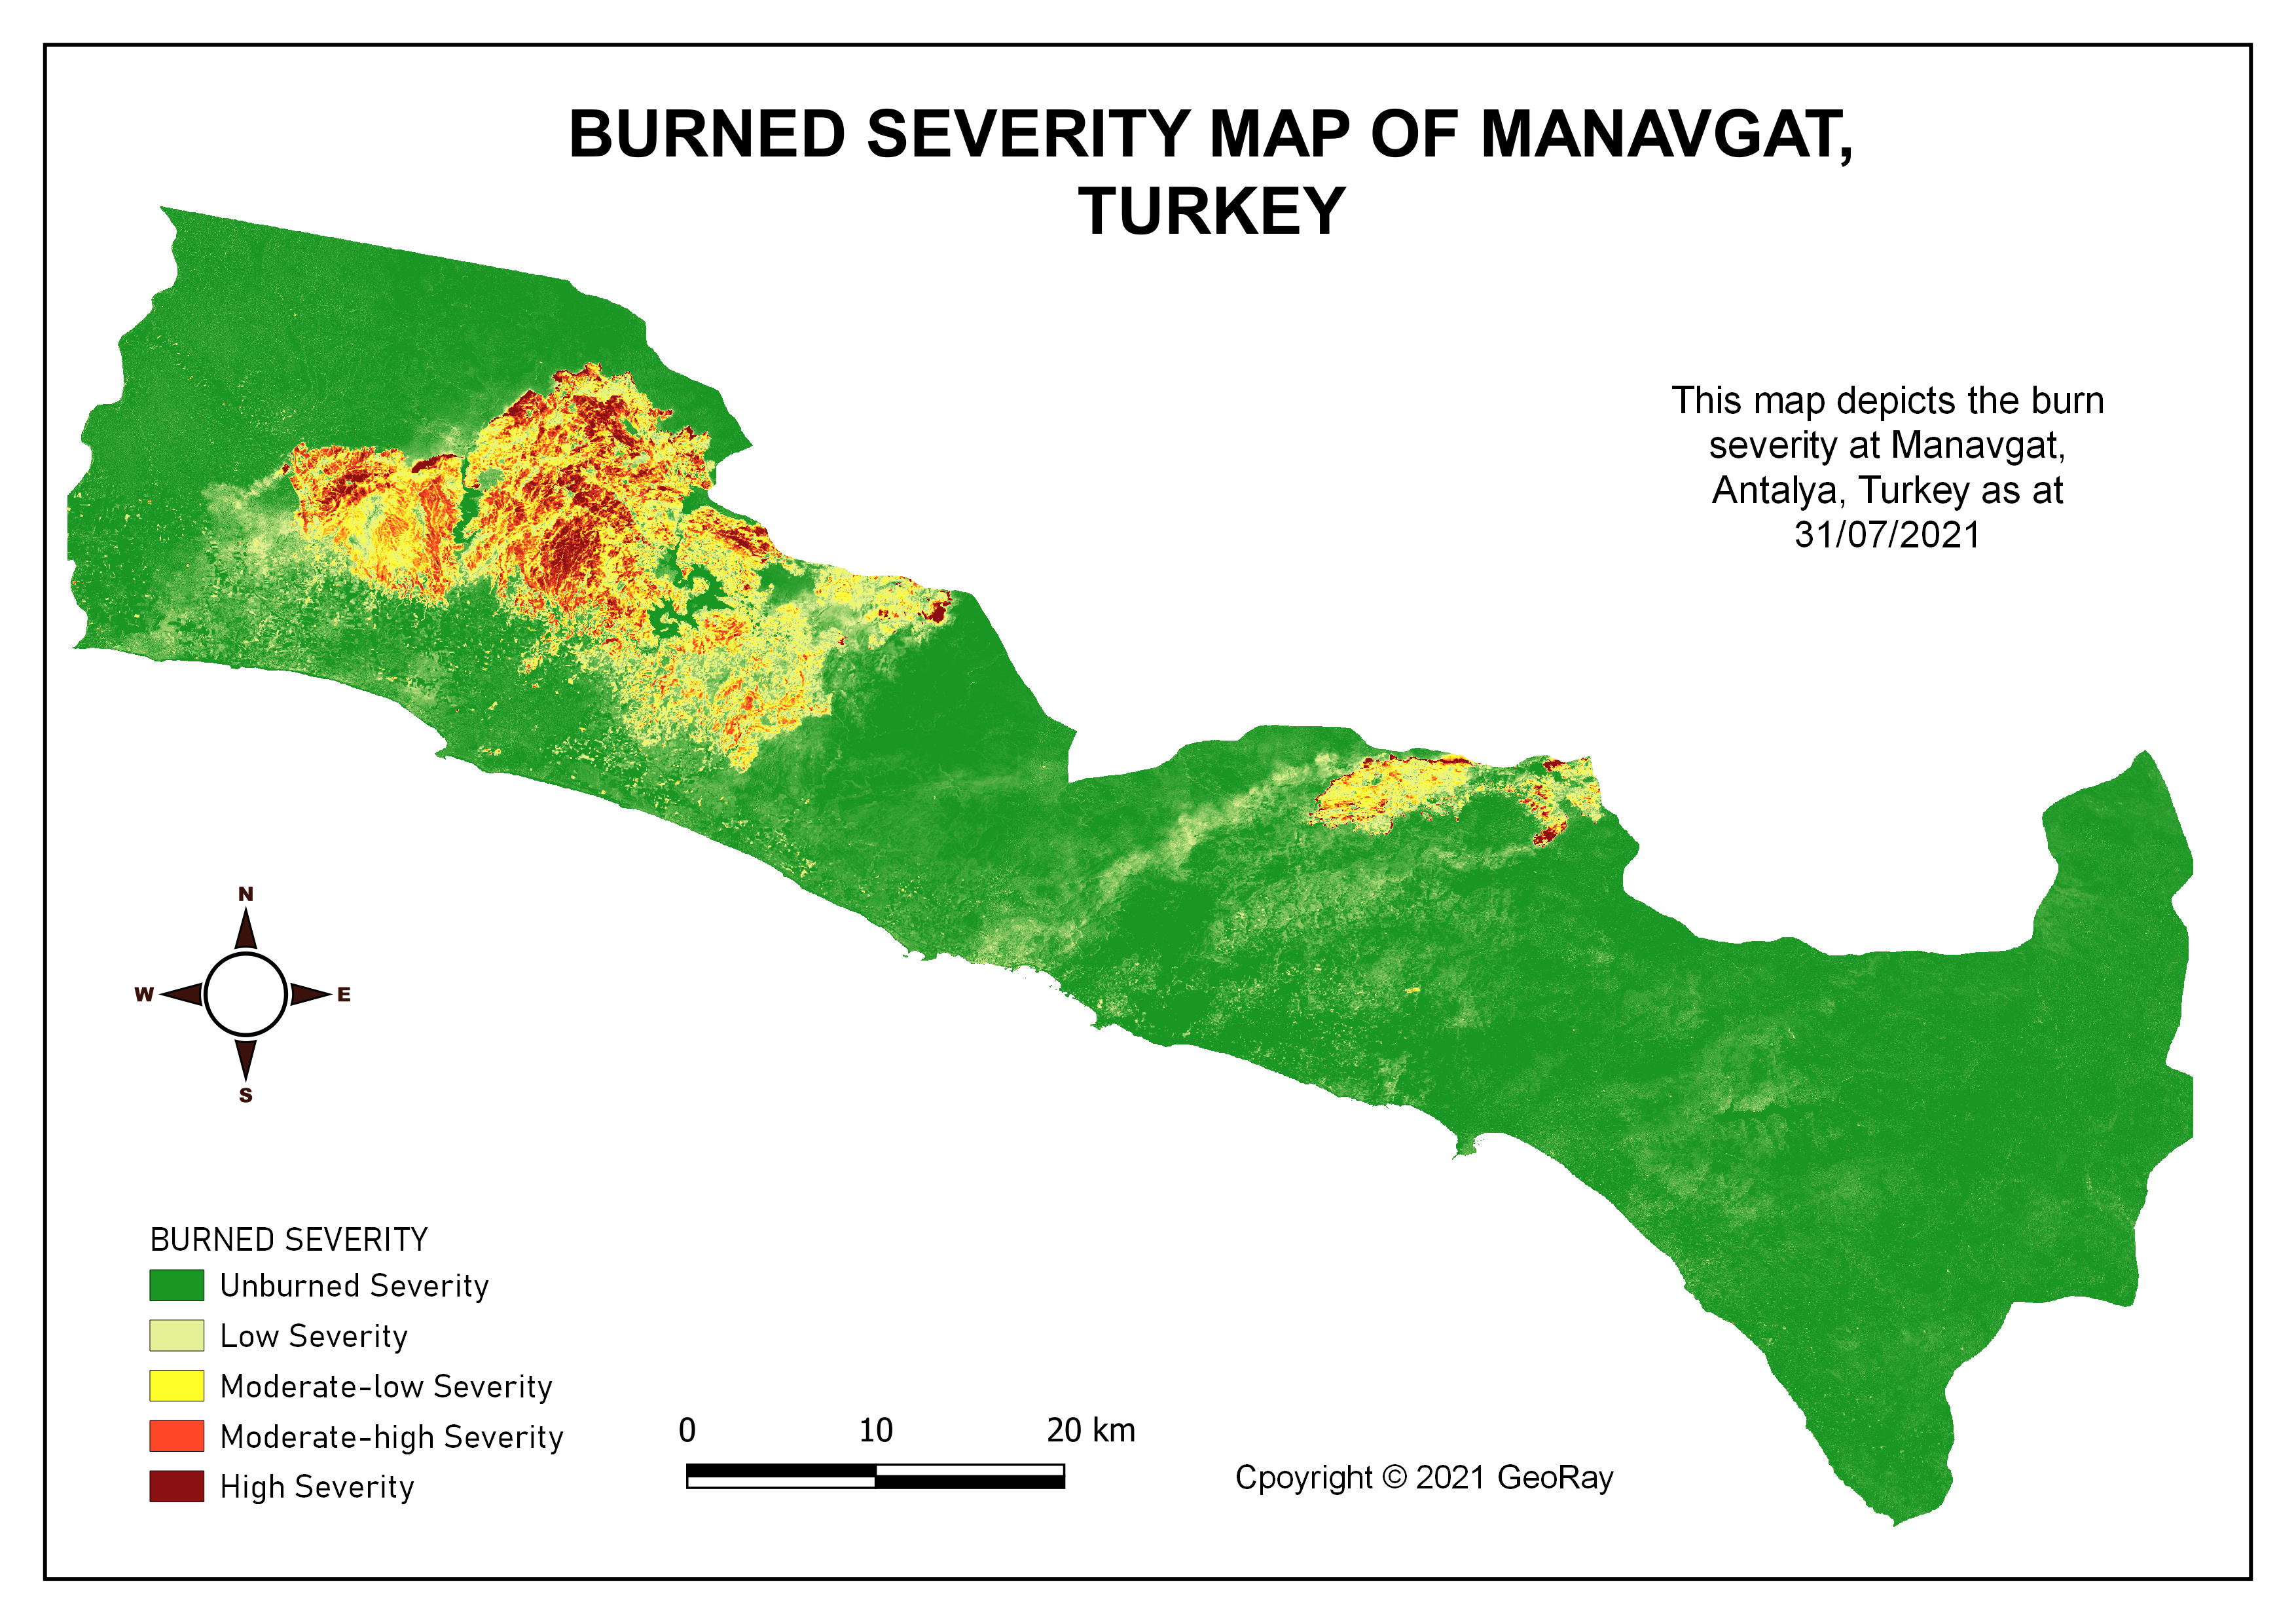 BURNED SEVERITY MAP OF MANAVGAT,
TURKEY
This map depicts the burn
severity at Manavgat,
Antalya, Turkey as at
31/07/2021
N
W E
S
BURNED SEVERITY
Unburned Severity
Low Severity
Moderate-low Severity
Moderate-high Severity
High Severity
0 10 20 km
Cpoyright © 2021 GeoRay